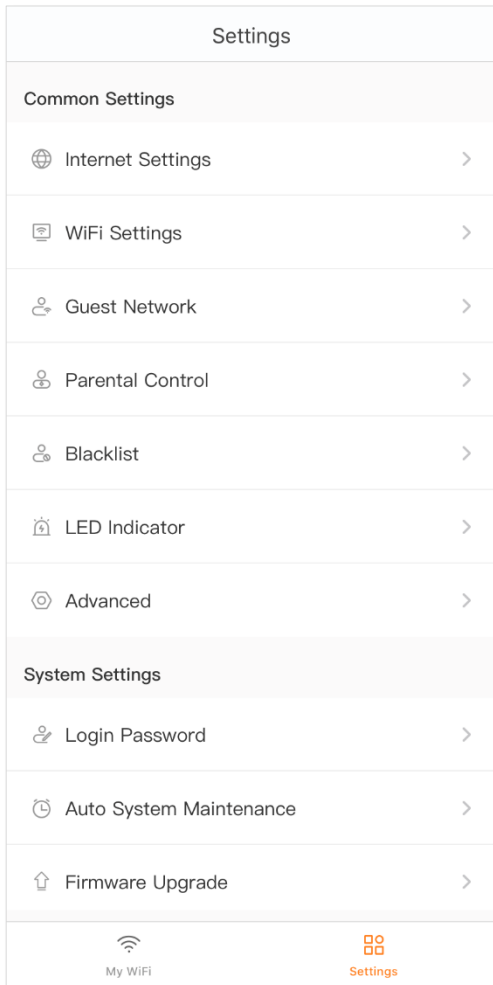 Settings
Common Settings
Internet Settings
WiFi Settings
Guest Network
Parental Control
Blacklist
LED Indicator
Advanced
System Settings
Login Password
Auto System Maintenance
Firmware Upgrade
My WiFi
Settings